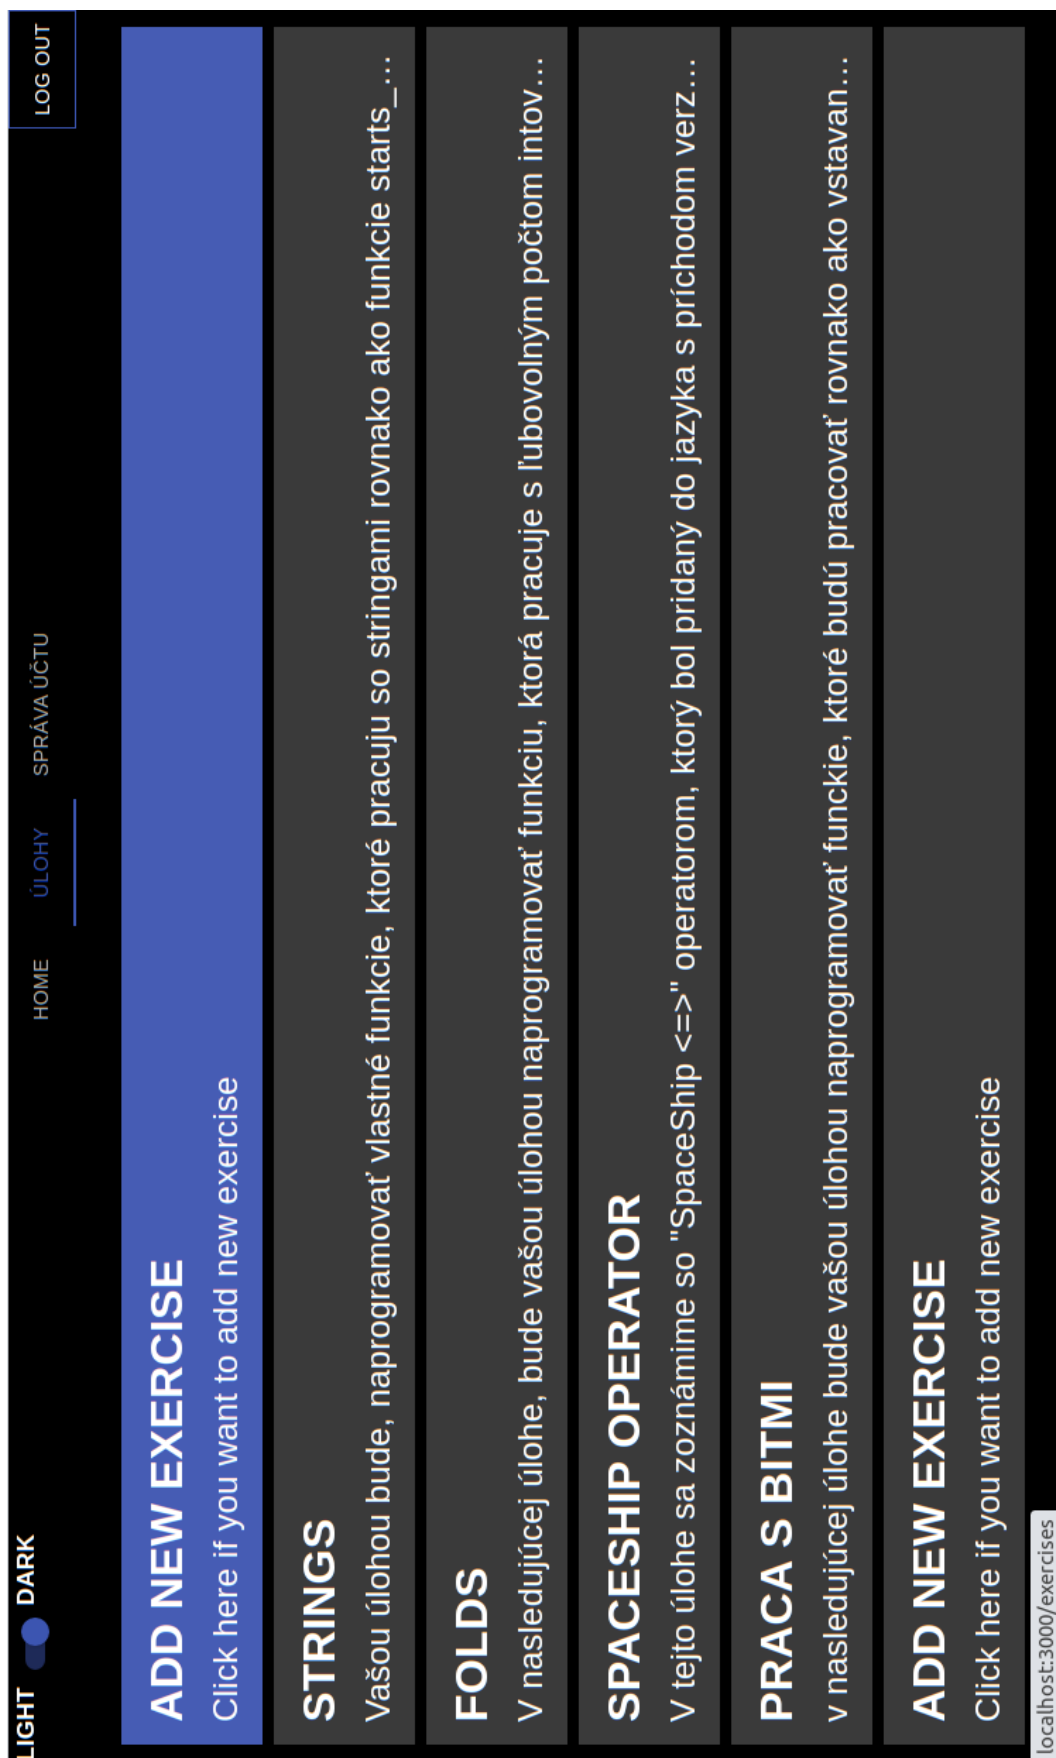 LIGHT DARK HOME ÚLOHY SPRÁVA ÚČTU LOG OUT
ADD NEW EXERCISE
Click here if you want to add new exercise
STRINGS
Vašou úlohou bude, naprogramovať vlastné funkcie, ktoré pracuju so stringami rovnako ako funkcie starts_...
FOLDS
V nasledujúcej úlohe, bude vašou úlohou naprogramovať funkciu, ktorá pracuje s ľubovolným počtom intov...
SPACESHIP OPERATOR
V tejto úlohe sa zoznámime so "SpaceShip <=>" operatorom, ktorý bol pridaný do jazyka s príchodom verz...
PRACA S BITMI
v nasledujúcej úlohe bude vašou úlohou naprogramovať funckie, ktoré budú pracovať rovnako ako vstavan...
ADD NEW EXERCISE
Click here if you want to add new exercise
localhost:3000/exercises